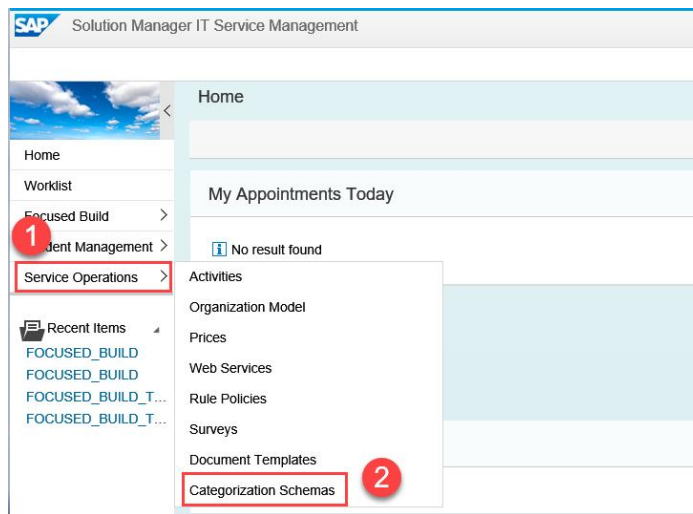 SAP Solution Manager IT Service Management
Home
Home
Worklist
My Appointments Today
Focused Build
1
dent Management
No result found
Service Operations
Activities
Organization Model
Prices
Web Services
Rule Policies
Surveys
Document Templates
Categorization Schemas
2
Recent Items
FOCUSED_BUILD
FOCUSED_BUILD
FOCUSED_BUILD_T...
FOCUSED_BUILD_T...